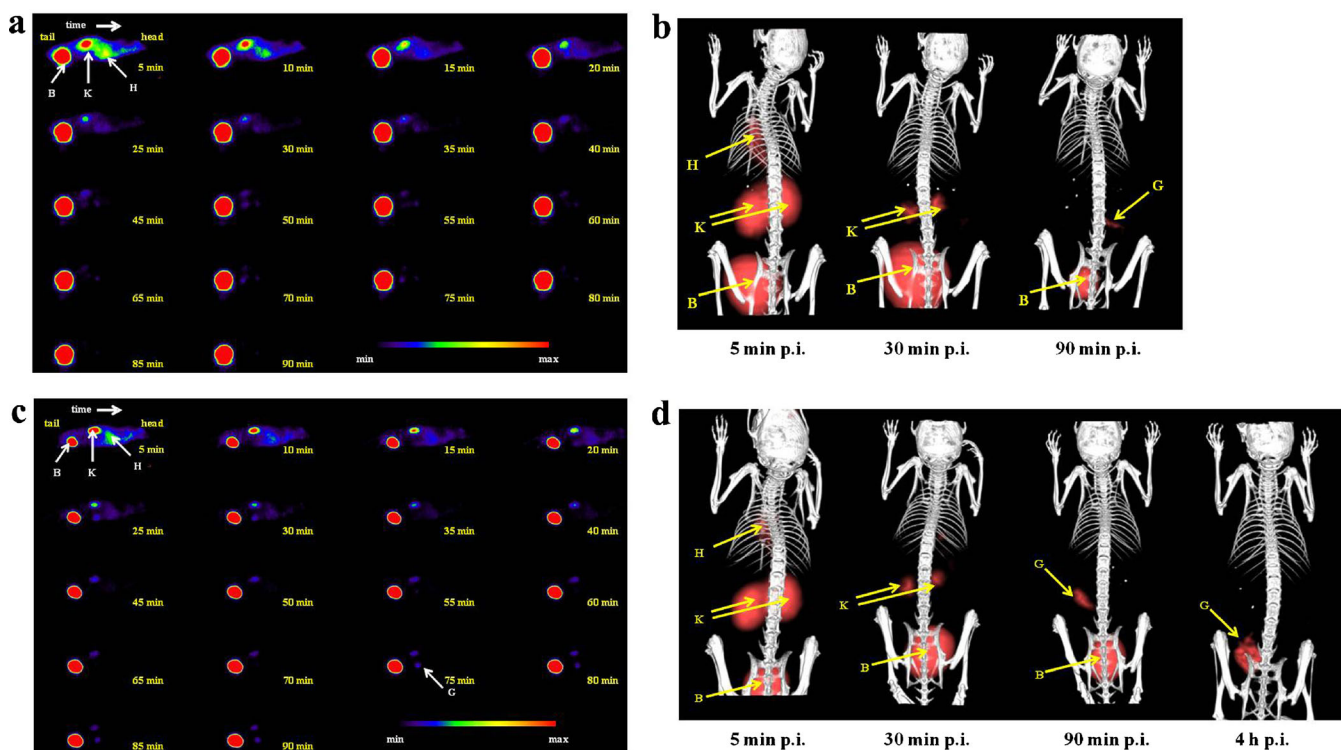 a
time
tail
head
5 min
10 min
15 min
20 min
B
K
H
25 min
30 min
35 min
40 min
45 min
50 min
55 min
60 min
65 min
70 min
75 min
80 min
85 min
90 min
min
max
b
H
K
B
K
B
G
B
5 min p.i.
30 min p.i.
90 min p.i.
c
time
tail
head
5 min
10 min
15 min
20 min
B
K
H
25 min
30 min
35 min
40 min
45 min
50 min
55 min
60 min
65 min
70 min
75 min
80 min
G
85 min
90 min
min
max
d
H
K
B
K
B
G
B
G
5 min p.i.
30 min p.i.
90 min p.i.
4 h p.i.